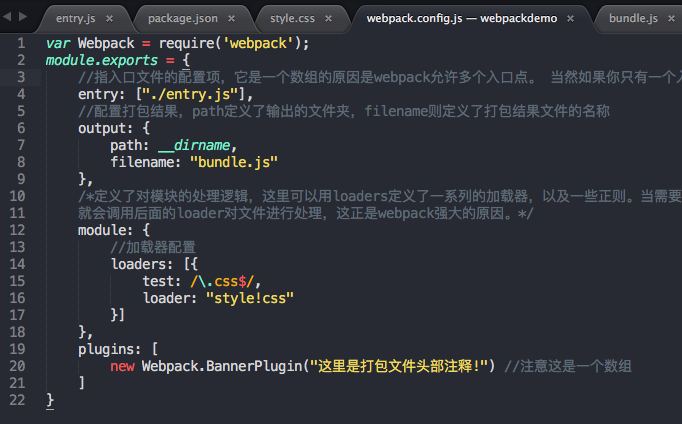 entry.js × package.json × style.css × webpack.config.js — webpackdemo × bundle.js ×
1 var Webpack = require('webpack');
2 module.exports = {
3 //指入口文件的配置项，它是一个数组的原因是webpack允许多个入口点。 当然如果你只有一个
4 entry: ["./entry.js"],
5 //配置打包结果，path定义了输出的文件夹，filename则定义了打包结果文件的名称
6 output: {
7 path: __dirname,
8 filename: "bundle.js"
9 },
10 /*定义了对模块的处理逻辑，这里可以用loaders定义了一系列的加载器，以及一些正则。当需要
11 就会调用后面的loader对文件进行处理，这正是webpack强大的原因。*/
12 module: {
13 //加载器配置
14 loaders: [{
15 test: /\.css$/,
16 loader: "style!css"
17 }]
18 },
19 plugins: [
20 new Webpack.BannerPlugin("这里是打包文件头部注释!") //注意这是一个数组
21 ]
22 }